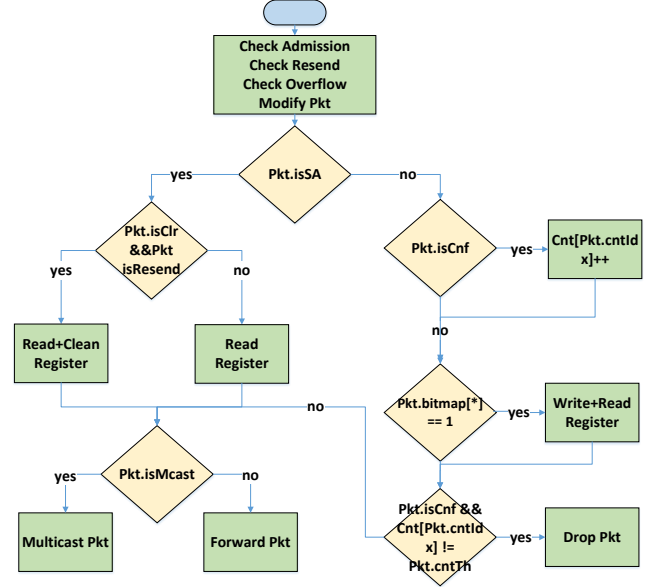 Check Admission
Check Resend
Check Overflow
Modify Pkt
Pkt.isSA
yes
no
Pkt.isClr
&&Pkt
isResend
yes
no
Pkt.isCnf
yes
Cnt[Pkt.cntId
x]++
no
Read+Clean
Register
Read
Register
Pkt.bitmap[*]
== 1
yes
Write+Read
Register
no
Pkt.isMcast
yes
no
Multicast Pkt
Forward Pkt
Pkt.isCnf &&
Cnt[Pkt.cntId
x] !=
Pkt.cntTh
yes
Drop Pkt